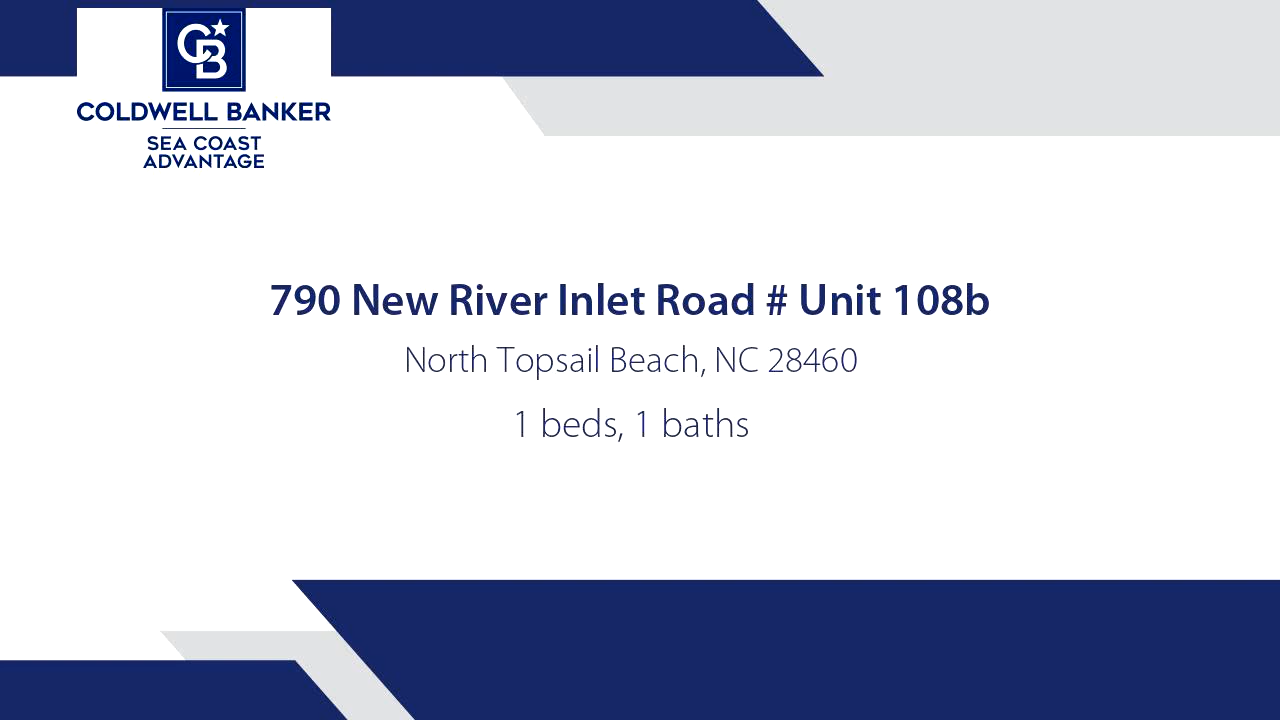 CB
COLDWELL BANKER
SEA COAST
ADVANTAGE
790 New River Inlet Road # Unit 108b
North Topsail Beach, NC 28460
1 beds, 1 baths